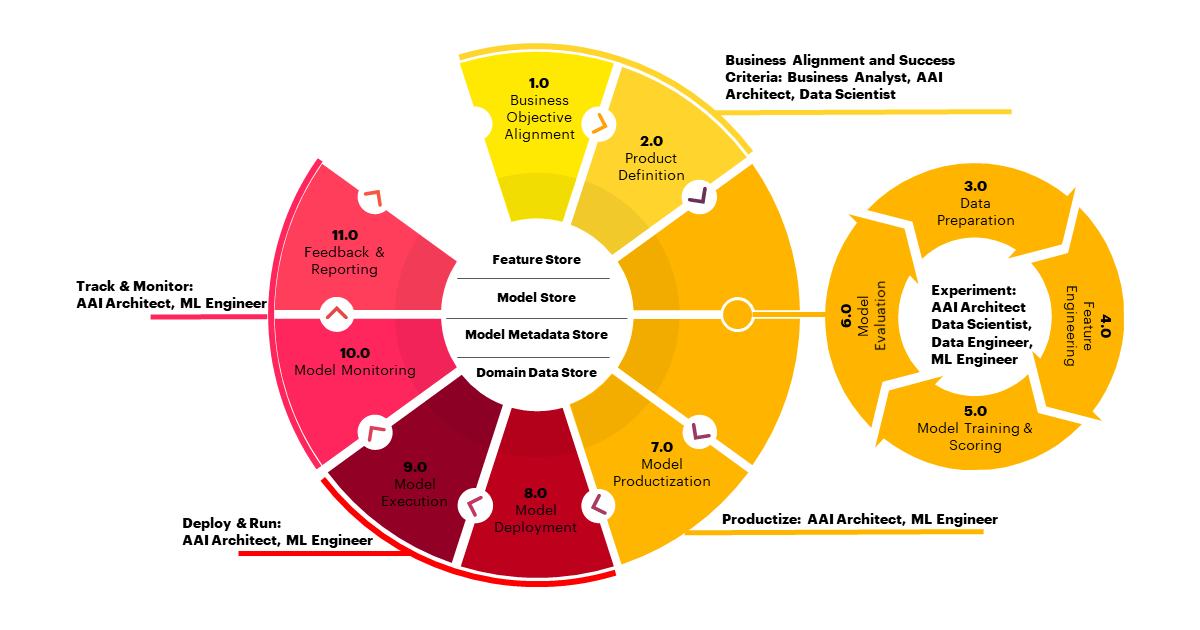 1.0
Business
Objective
Alignment
2.0
Product
Definition
Business Alignment and Success
Criteria: Business Analyst, AAI
Architect, Data Scientist
3.0
Data
Preparation
4.0
Feature
Engineering
5.0
Model Training &
Scoring
6.0
Model
Evaluation
Experiment:
AAI Architect
Data Scientist,
Data Engineer,
ML Engineer
7.0
Model
Productization
Productize: AAI Architect, ML Engineer
8.0
Model
Deployment
9.0
Model
Execution
Deploy & Run:
AAI Architect, ML Engineer
10.0
Model Monitoring
11.0
Feedback &
Reporting
Track & Monitor:
AAI Architect, ML Engineer
Feature Store
Model Store
Model Metadata Store
Domain Data Store